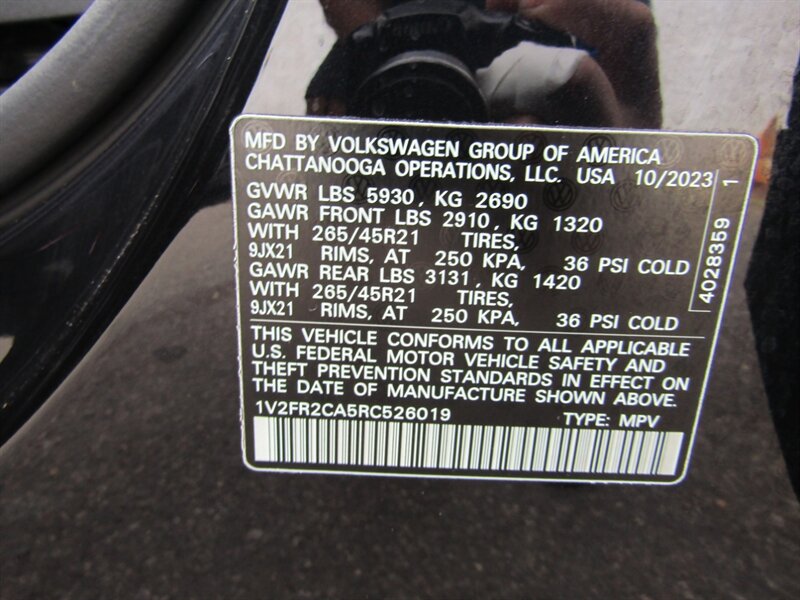 MFD BY VOLKSWAGEN GROUP OF AMERICA
CHATTANOOGA OPERATIONS, LLC. USA 10/2023
GVWR LBS 5930, KG 2690
GAWR FRONT LBS 2910, KG 1320
WITH 265/45R21 TIRES,
9JX21 RIMS, AT 250 KPA, 36 PSI COLD
GAWR REAR LBS 3131, KG 1420
WITH 265/45R21 TIRES,
9JX21 RIMS, AT 250 KPA, 36 PSI COLD
THIS VEHICLE CONFORMS TO ALL APPLICABLE
U.S. FEDERAL MOTOR VEHICLE SAFETY AND
THEFT PREVENTION STANDARDS IN EFFECT ON
THE DATE OF MANUFACTURE SHOWN ABOVE.
1V2FR2CA5RC526019 TYPE: MPV
4028359 1